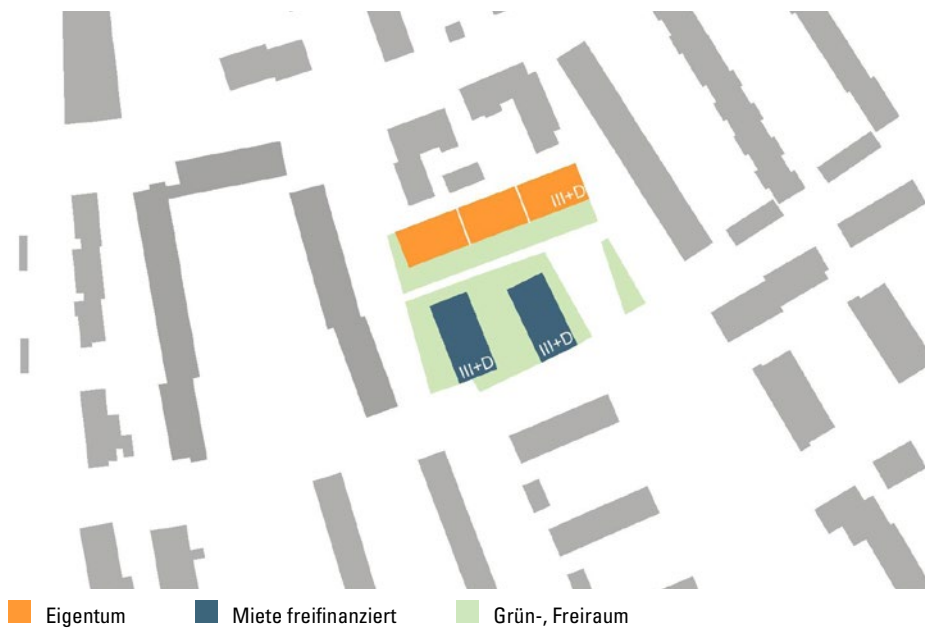 III+D
III+D
III+D
Eigentum
Miete freifinanziert
Grün-, Freiraum